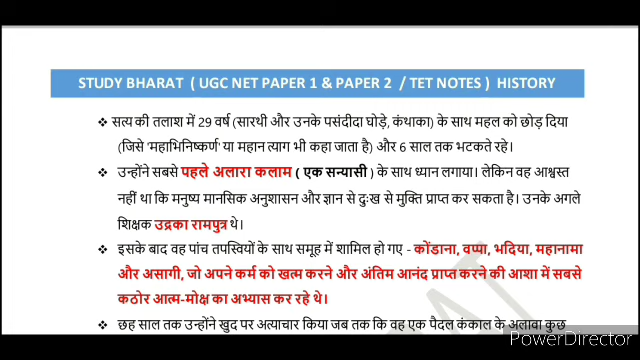 STUDY BHARAT ( UGC NET PAPER 1 & PAPER 2 / TET NOTES ) HISTORY
❖ सत्य की तलाश में 29 वर्ष (सारथी और उनके पसंदीदा घोड़े, कंथाका) के साथ महल को छोड़ दिया
(जिसे 'महाभिनिष्कर्ण' या महान त्याग भी कहा जाता है) और 6 साल तक भटकते रहे।
❖ उन्होंने सबसे पहले अलारा कलाम ( एक सन्यासी ) के साथ ध्यान लगाया। लेकिन वह आश्वस्त
नहीं था कि मनुष्य मानसिक अनुशासन और ज्ञान से दुःख से मुक्ति प्राप्त कर सकता है। उनके अगले
शिक्षक उद्रका रामपुत्र थे।
❖ इसके बाद वह पांच तपस्वियों के साथ समूह में शामिल हो गए - कोंडाना, वप्पा, भदिया, महानामा
और असागी, जो अपने कर्म को खत्म करने और अंतिम आनंद प्राप्त करने की आशा में सबसे
कठोर आत्म-मोक्ष का अभ्यास कर रहे थे।
❖ छह साल तक उन्होंने खुद पर अत्याचार किया जब तक कि वह एक पैदल कंकाल के अलावा कुछ
PowerDirector